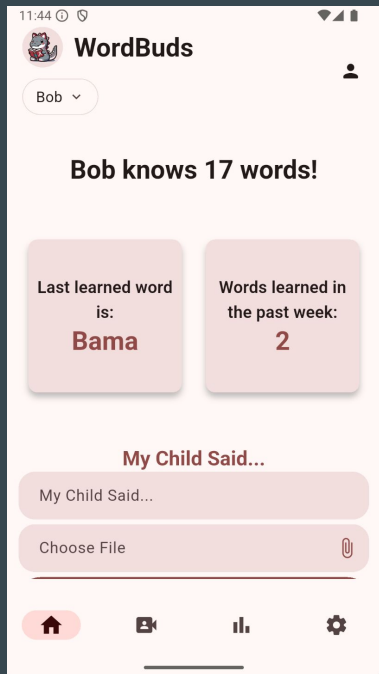 11:44
WordBuds
Bob
Bob knows 17 words!
Last learned word
is:
Bama
Words learned in
the past week:
2
My Child Said...
My Child Said...
Choose File